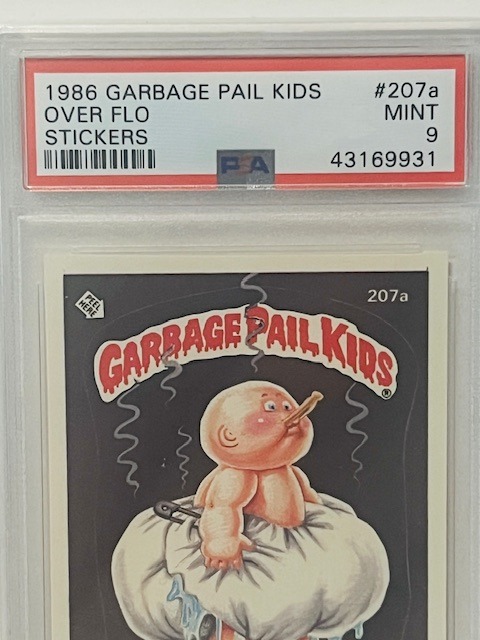 1986 GARBAGE PAIL KIDS #207a
OVER FLO MINT
STICKERS 9
PSA 43169931
PEEL
HERE
207a
GARBAGE PAIL KIDS